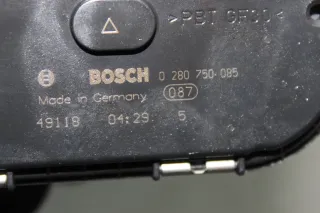 >PBT GF30<
BOSCH 0 280 750 085
Made in Germany 087
49118 04:29 5